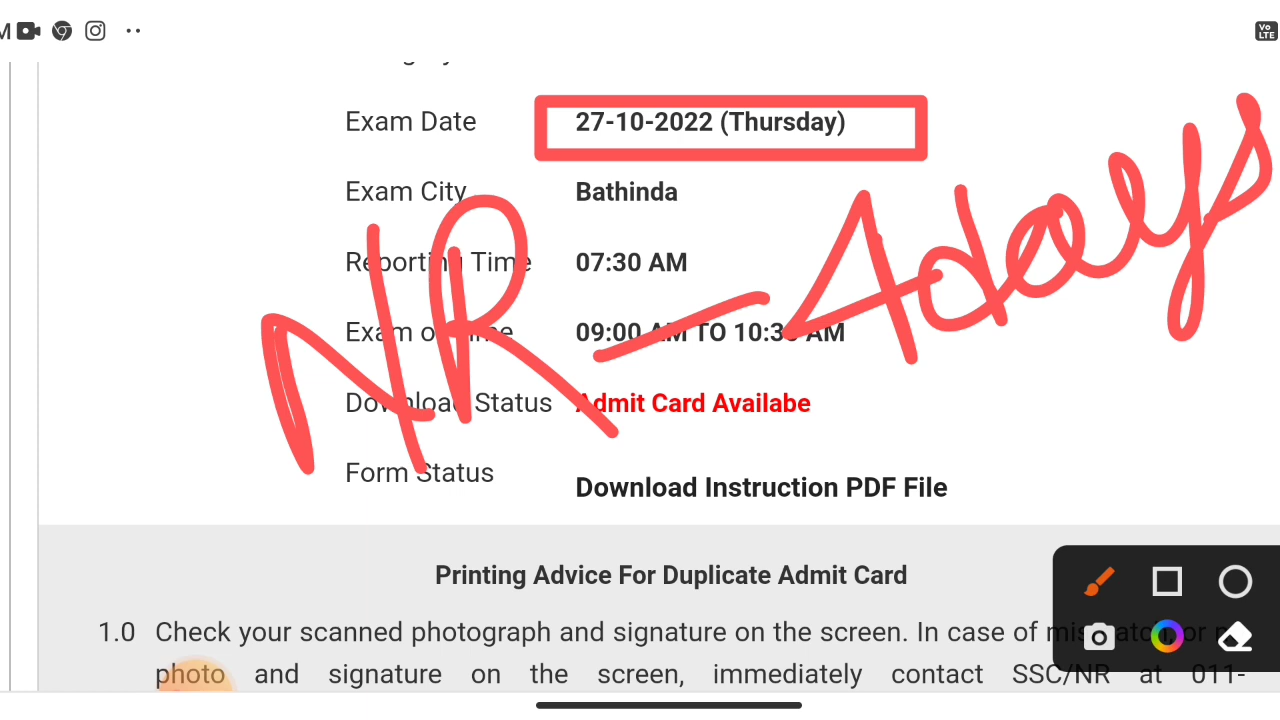 Exam Date 27-10-2022 (Thursday)
Exam City Bathinda
Reporting Time 07:30 AM
Exam on Time 09:00 AM TO 10:30 AM
Download Status Admit Card Availabe
Form Status
Download Instruction PDF File
NR - 4days
Printing Advice For Duplicate Admit Card
1.0 Check your scanned photograph and signature on the screen. In case of mismatch, or
photo and signature on the screen, immediately contact SSC/NR at 011-